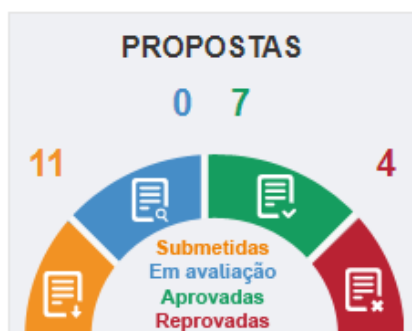 PROPOSTAS
0 7
11 4
Submetidas
Em avaliação
Aprovadas
Reprovadas